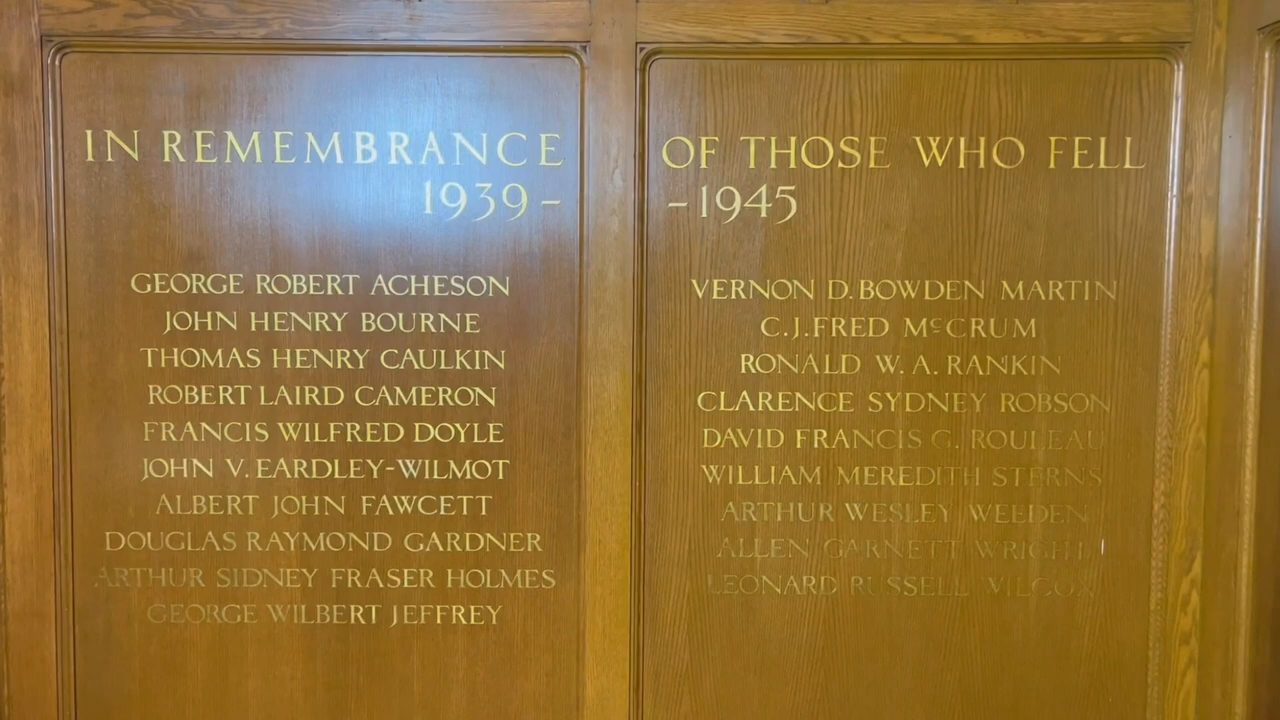 IN REMEMBRANCE
1939-
GEORGE ROBERT ACHESON
JOHN HENRY BOURNE
THOMAS HENRY CAULKIN
ROBERT LAIRD CAMERON
FRANCIS WILFRED DOYLE
JOHN V. EARDLEY-WILMOT
ALBERT JOHN FAWCETT
DOUGLAS RAYMOND GARDNER
ARTHUR SIDNEY FRASER HOLMES
GEORGE WILBERT JEFFREY
OF THOSE WHO FELL
-1945
VERNON D. BOWDEN MARTIN
C.J.FRED McCRUM
RONALD W. A. RANKIN
CLARENCE SYDNEY ROBSON
DAVID FRANCIS G. ROULEAU
WILLIAM MEREDITH STERNS
ARTHUR WESLEY WEEDEN
ALLEN GARNETT WRIGHT
LEONARD RUSSELL WILCOX